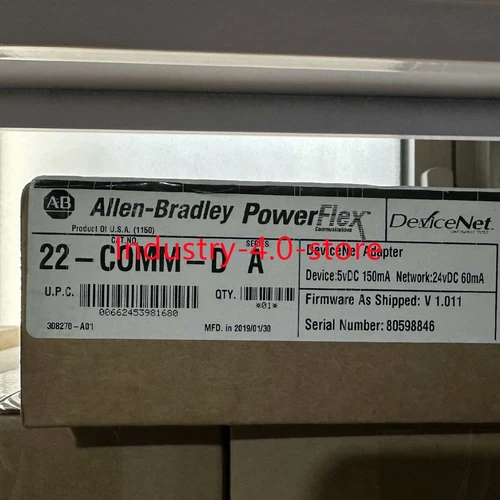 AB Allen-Bradley PowerFlex™ DeviceNet™
Communications
Product Of U.S.A. (1150)
CAT. NO. SERIES
industry-4.0-store
22-COMM-D A DeviceNet Adapter
Device:5vDC 150mA Network:24vDC 60mA
U.P.C. QTY. *01*
00662453981680
Firmware As Shipped: V 1.011
308270-A01 MFD. in 2019/01/30 Serial Number: 80598846